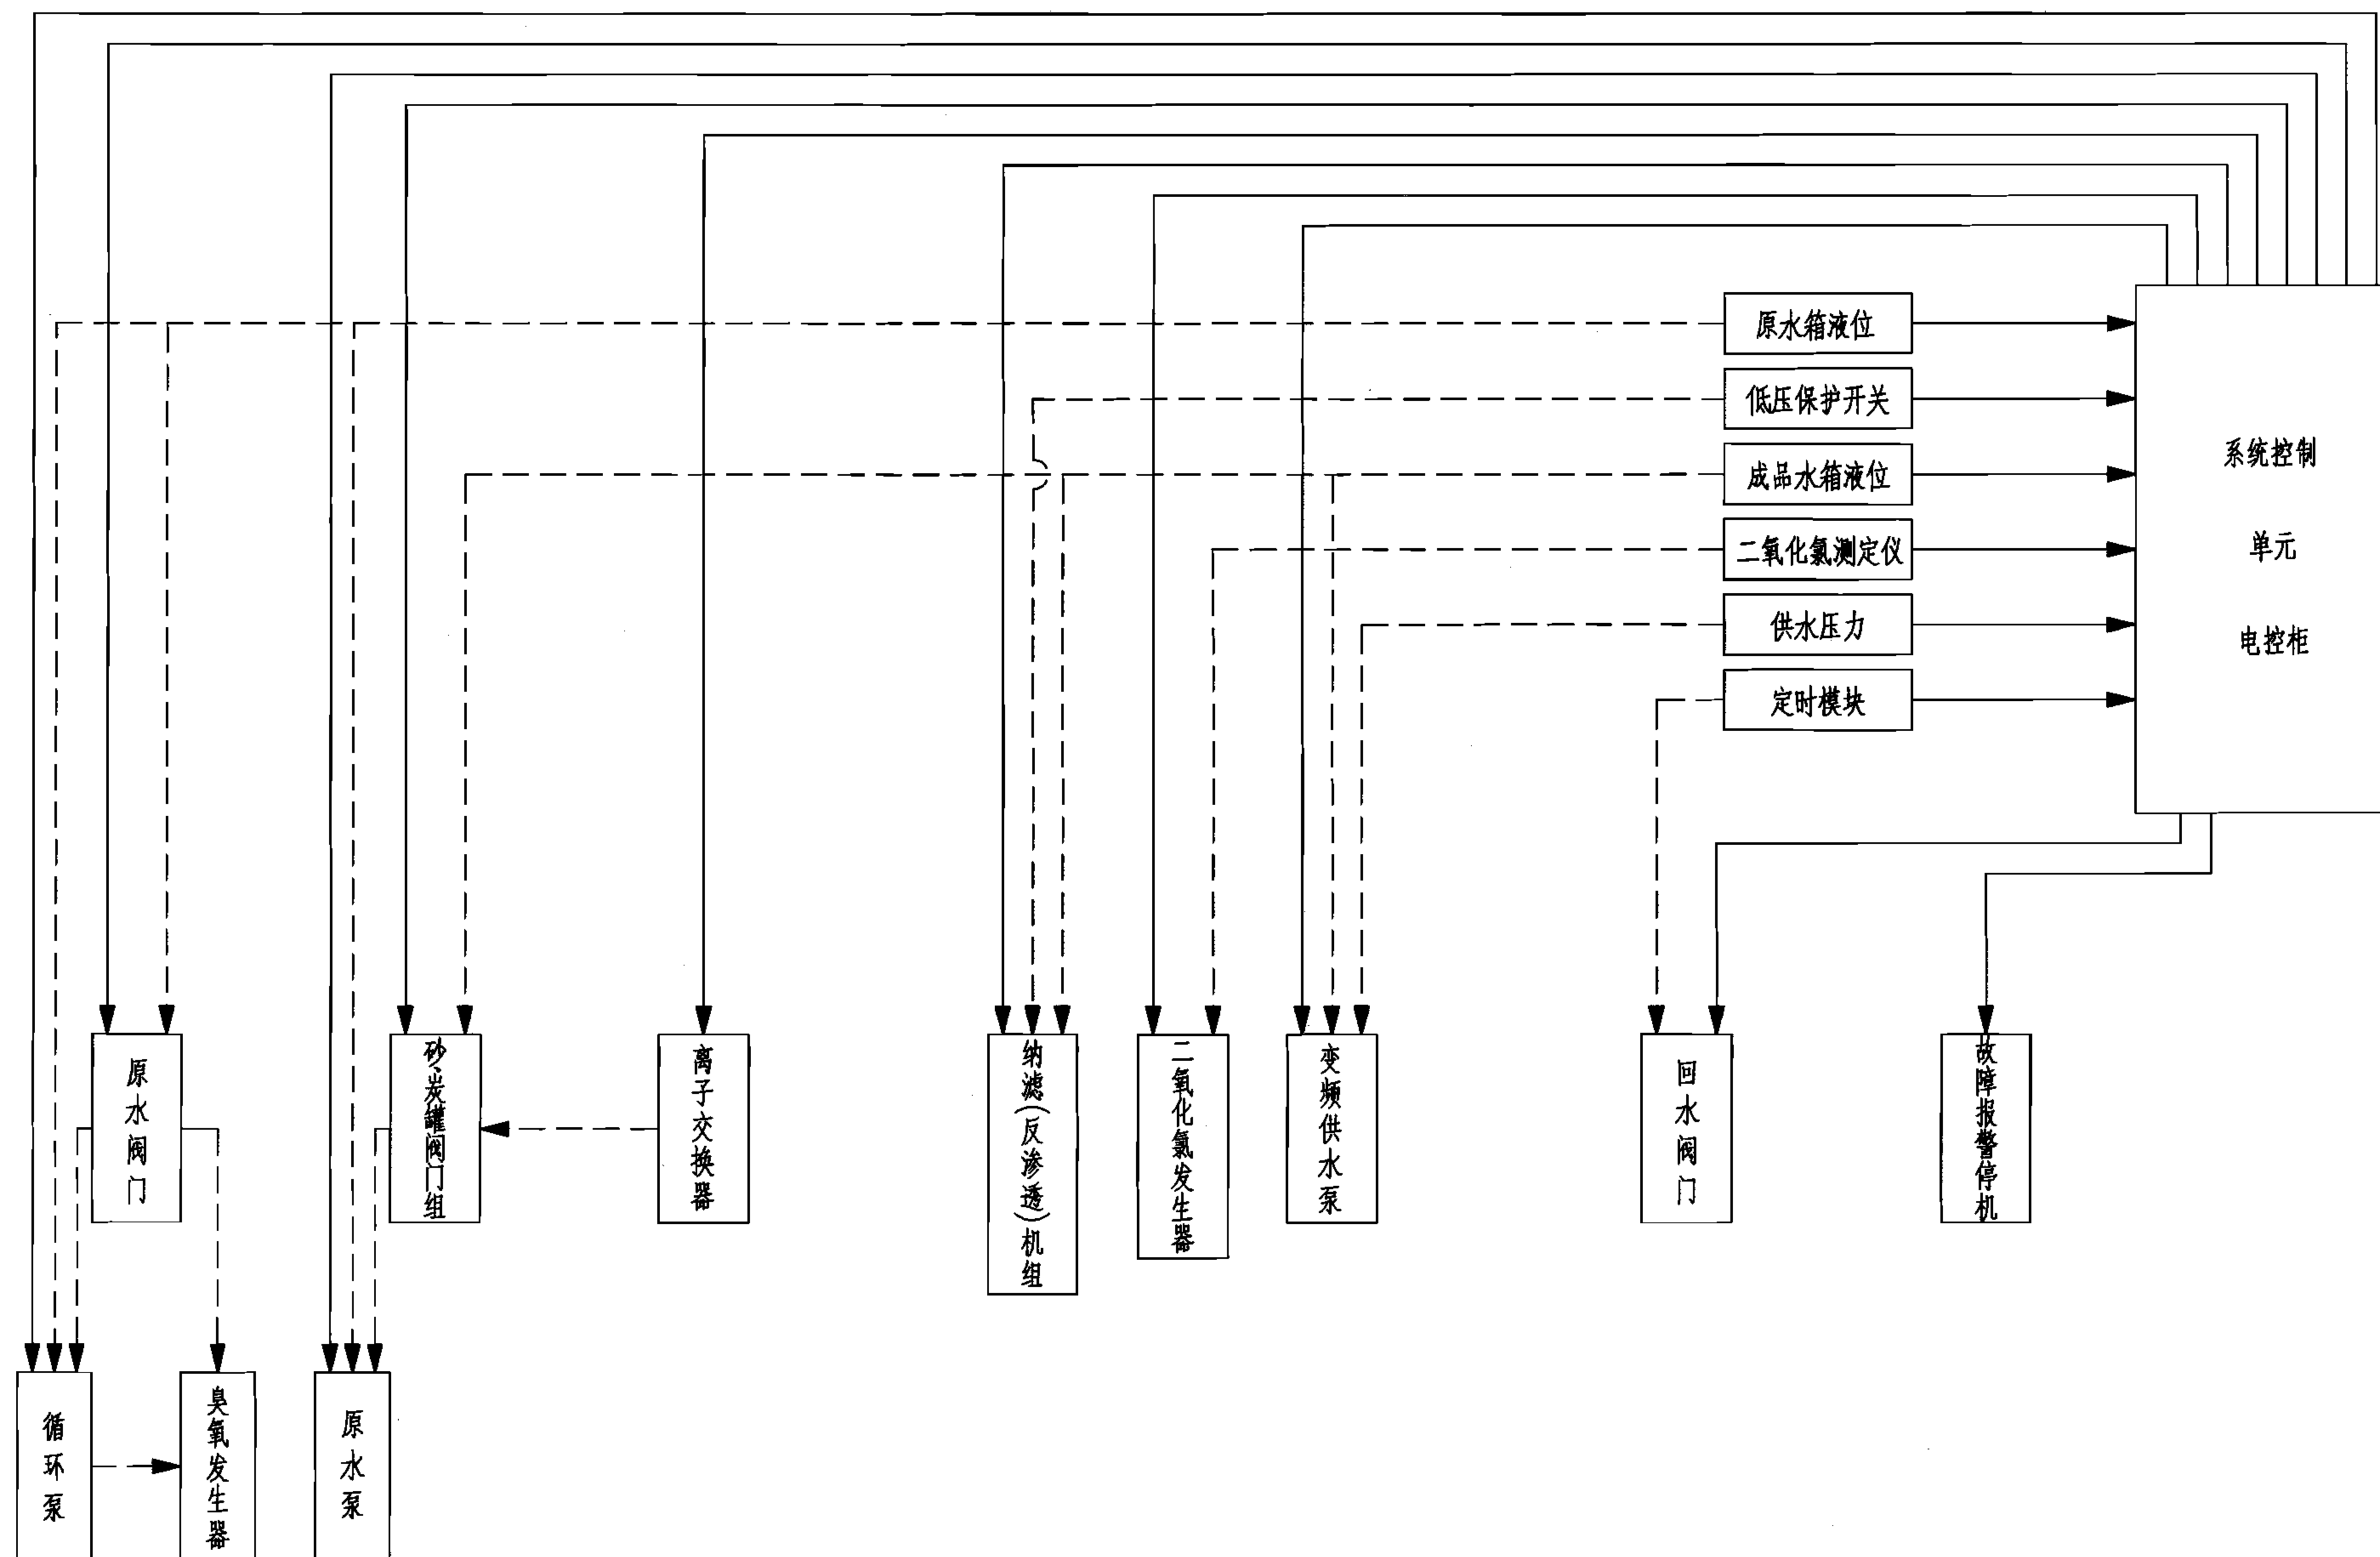 原水箱液位
低压保护开关
成品水箱液位
二氧化氯测定仪
供水压力
定时模块
系统控制
单元
电控柜
原水阀门
砂、炭罐阀门组
离子交换器
纳滤(反渗透)机组
二氧化氯发生器
变频供水泵
回水阀门
故障报警停机
循环泵
臭氧发生器
原水泵